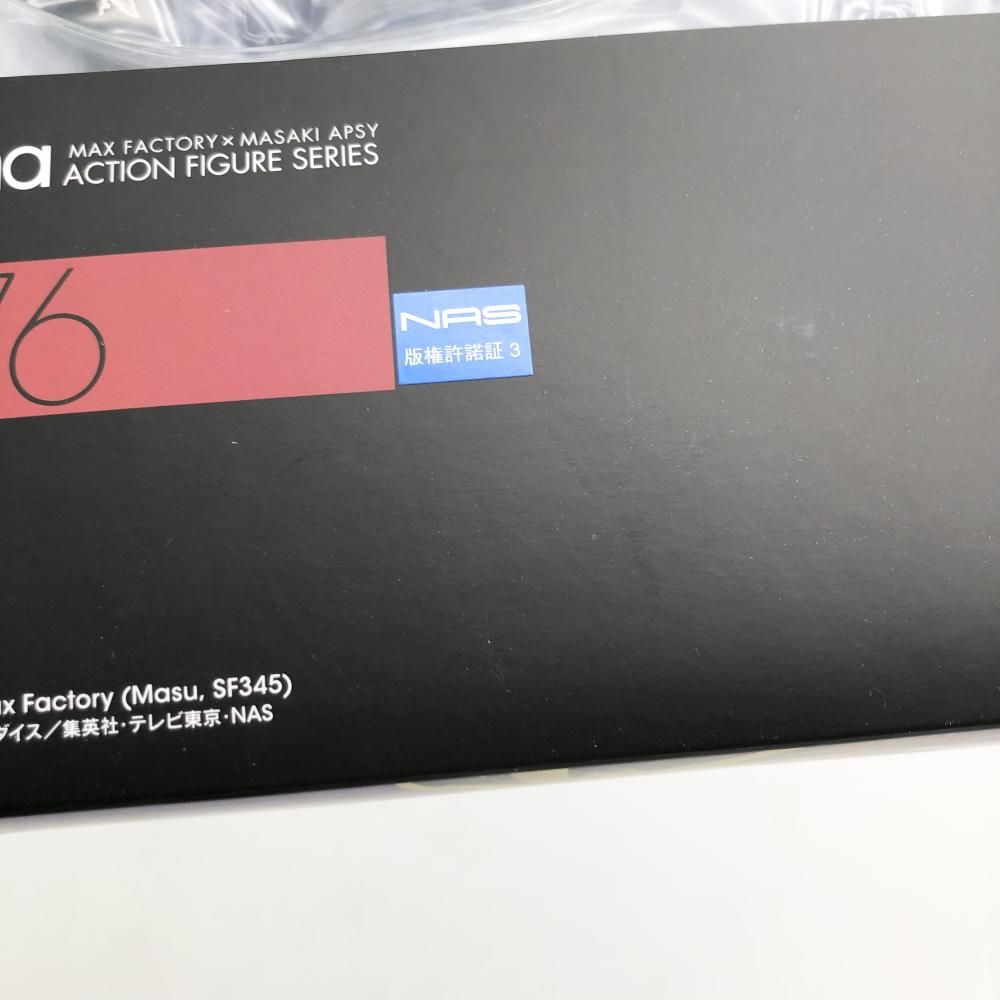 a MAX FACTORY×MASAKI APSY
ACTION FIGURE SERIES
76
NAS
版権許諾証 3
Factory (Masu, SF345)
ダイス／集英社・テレビ東京・NAS